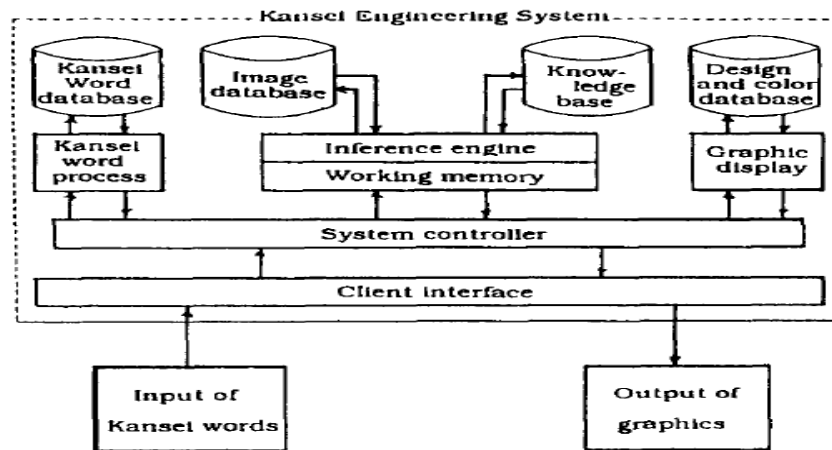 Kansei Engineering System
Kansei
Word
database
Image
database
Know-
ledge
base
Design
and color
database
Kansei
word
process
Inference engine
Working memory
Graphic
display
System controller
Client interface
Input of
Kansei words
Output of
graphics